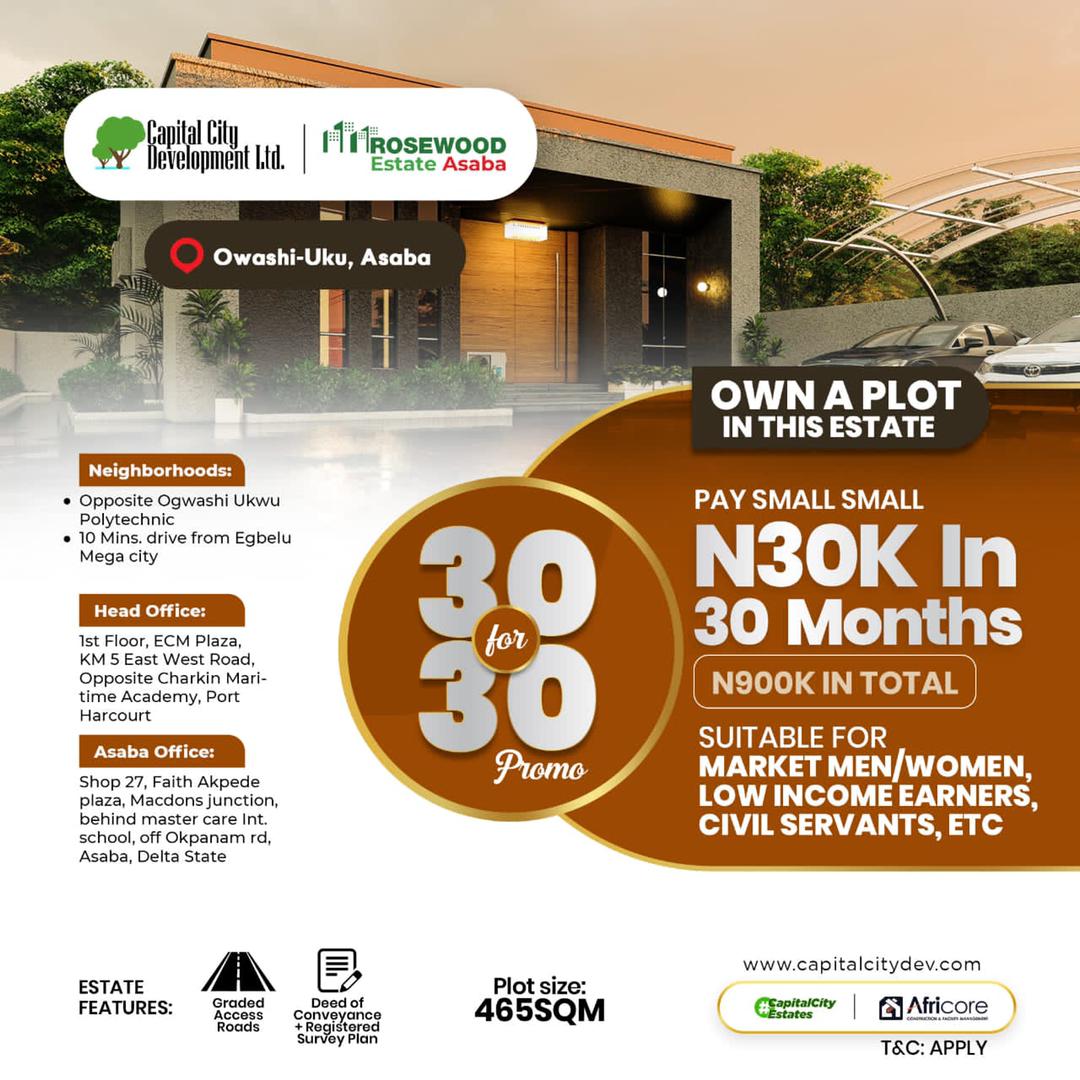 Capital City
Development Ltd.
ROSEWOOD
Estate Asaba
Owashi-Uku, Asaba
OWN A PLOT
IN THIS ESTATE
Neighborhoods:
• Opposite Ogwashi Ukwu
Polytechnic
• 10 Mins. drive from Egbelu
Mega city
Head Office:
1st Floor, ECM Plaza,
KM 5 East West Road,
Opposite Charkin Mari-
time Academy, Port
Harcourt
Asaba Office:
Shop 27, Faith Akpede
plaza, Macdons junction,
behind master care Int.
school, off Okpanam rd,
Asaba, Delta State
30
for
30
Promo
PAY SMALL SMALL
N30K In
30 Months
N900K IN TOTAL
SUITABLE FOR
MARKET MEN/WOMEN,
LOW INCOME EARNERS,
CIVIL SERVANTS, ETC
ESTATE
FEATURES:
Graded
Access
Roads
Deed of
Conveyance
+ Registered
Survey Plan
Plot size:
465SQM
www.capitalcitydev.com
CapitalCity
Estates
Africore
CONSTRUCTION & FACILITY MANAGEMENT
T&C: APPLY